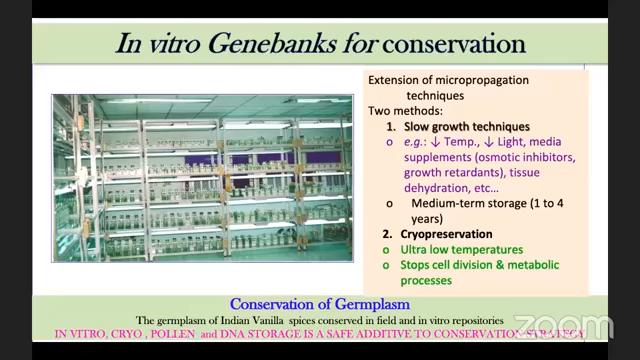 In vitro Genebanks for conservation
Extension of micropropagation
techniques
Two methods:
1. Slow growth techniques
o e.g.: ↓ Temp., ↓ Light, media
supplements (osmotic inhibitors,
growth retardants), tissue
dehydration, etc...
o Medium-term storage (1 to 4
years)
2. Cryopreservation
o Ultra low temperatures
o Stops cell division & metabolic
processes
Conservation of Germplasm
The germplasm of Indian Vanilla spices conserved in field and in vitro repositories
IN VITRO, CRYO , POLLEN and DNA STORAGE IS A SAFE ADDITIVE TO CONSERVATION STRATEGY
zoom